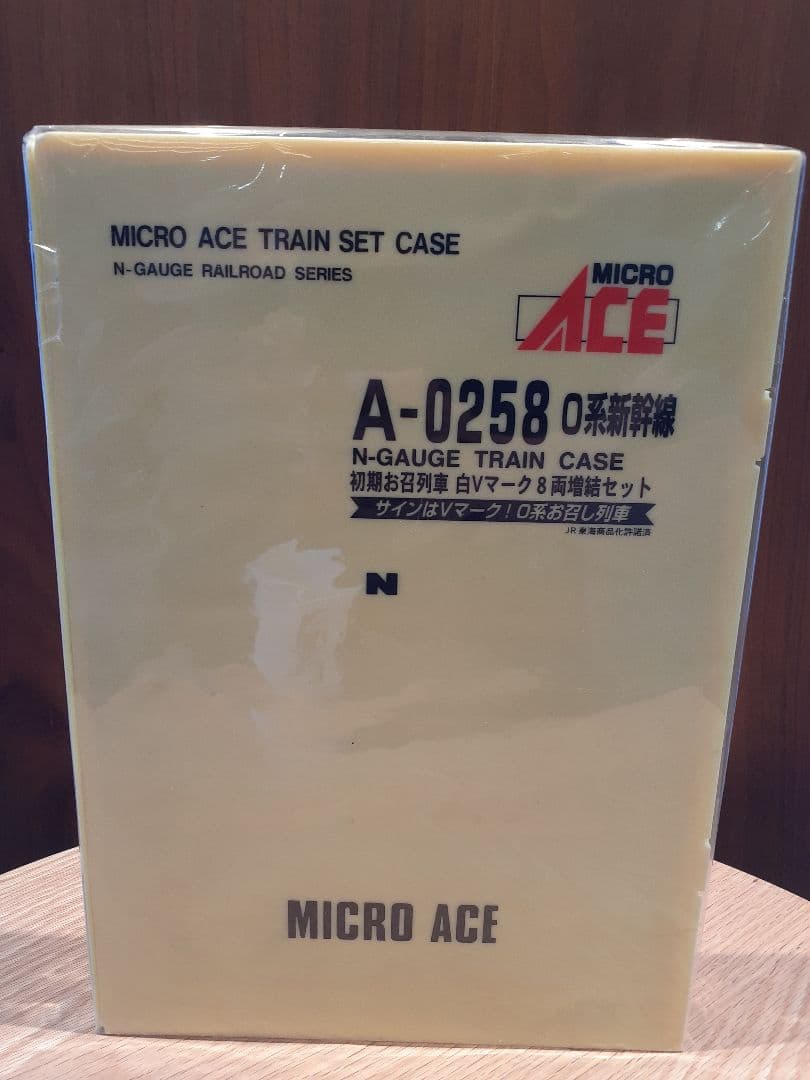 MICRO ACE TRAIN SET CASE
N-GAUGE RAILROAD SERIES
MICRO
ACE
A-0258 0系新幹線
N-GAUGE TRAIN CASE
初期お召列車 白Vマーク8両増結セット
サインはVマーク!0系お召し列車
JR東海商品化許諾済
N
MICRO ACE